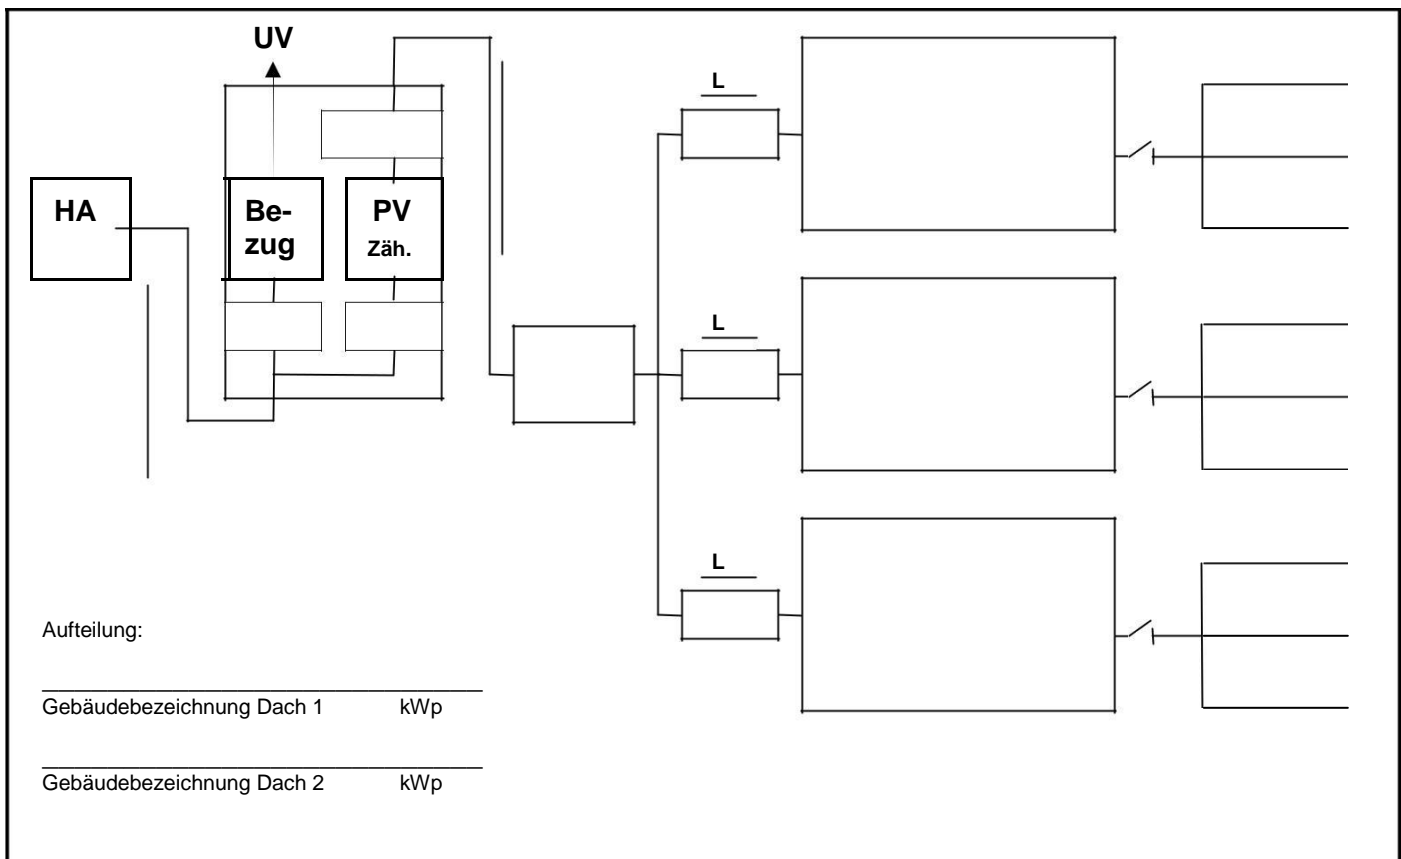 UV
L
HA
Be-
zug
PV
Zäh.
L
L
Aufteilung:
Gebäudebezeichnung Dach 1 kWp
Gebäudebezeichnung Dach 2 kWp